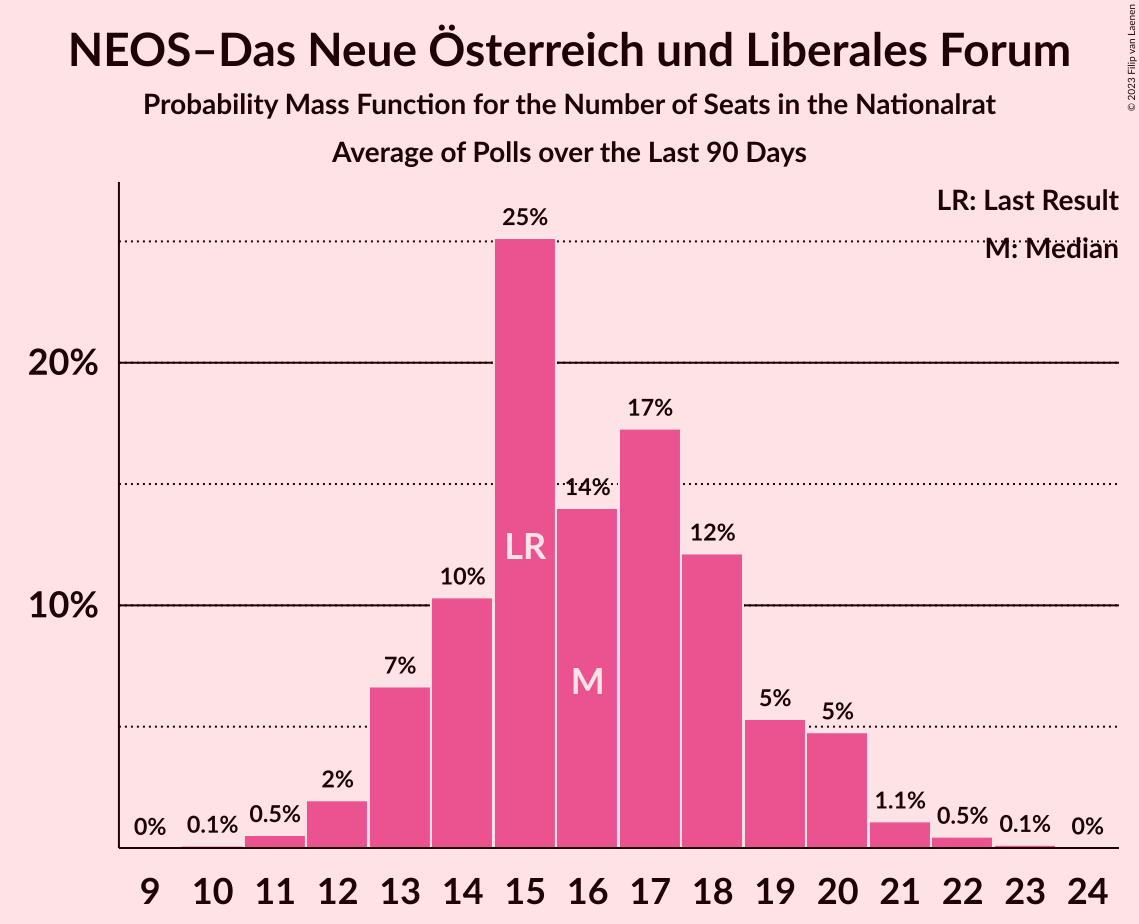 NEOS–Das Neue Österreich und Liberales Forum
Probability Mass Function for the Number of Seats in the Nationalrat
Average of Polls over the Last 90 Days
© 2023 Filip van Laenen
LR: Last Result
M: Median
20%
10%
0%
0.1%
0.5%
2%
7%
10%
25%
14%
17%
12%
5%
5%
1.1%
0.5%
0.1%
0%
LR
M
9 10 11 12 13 14 15 16 17 18 19 20 21 22 23 24